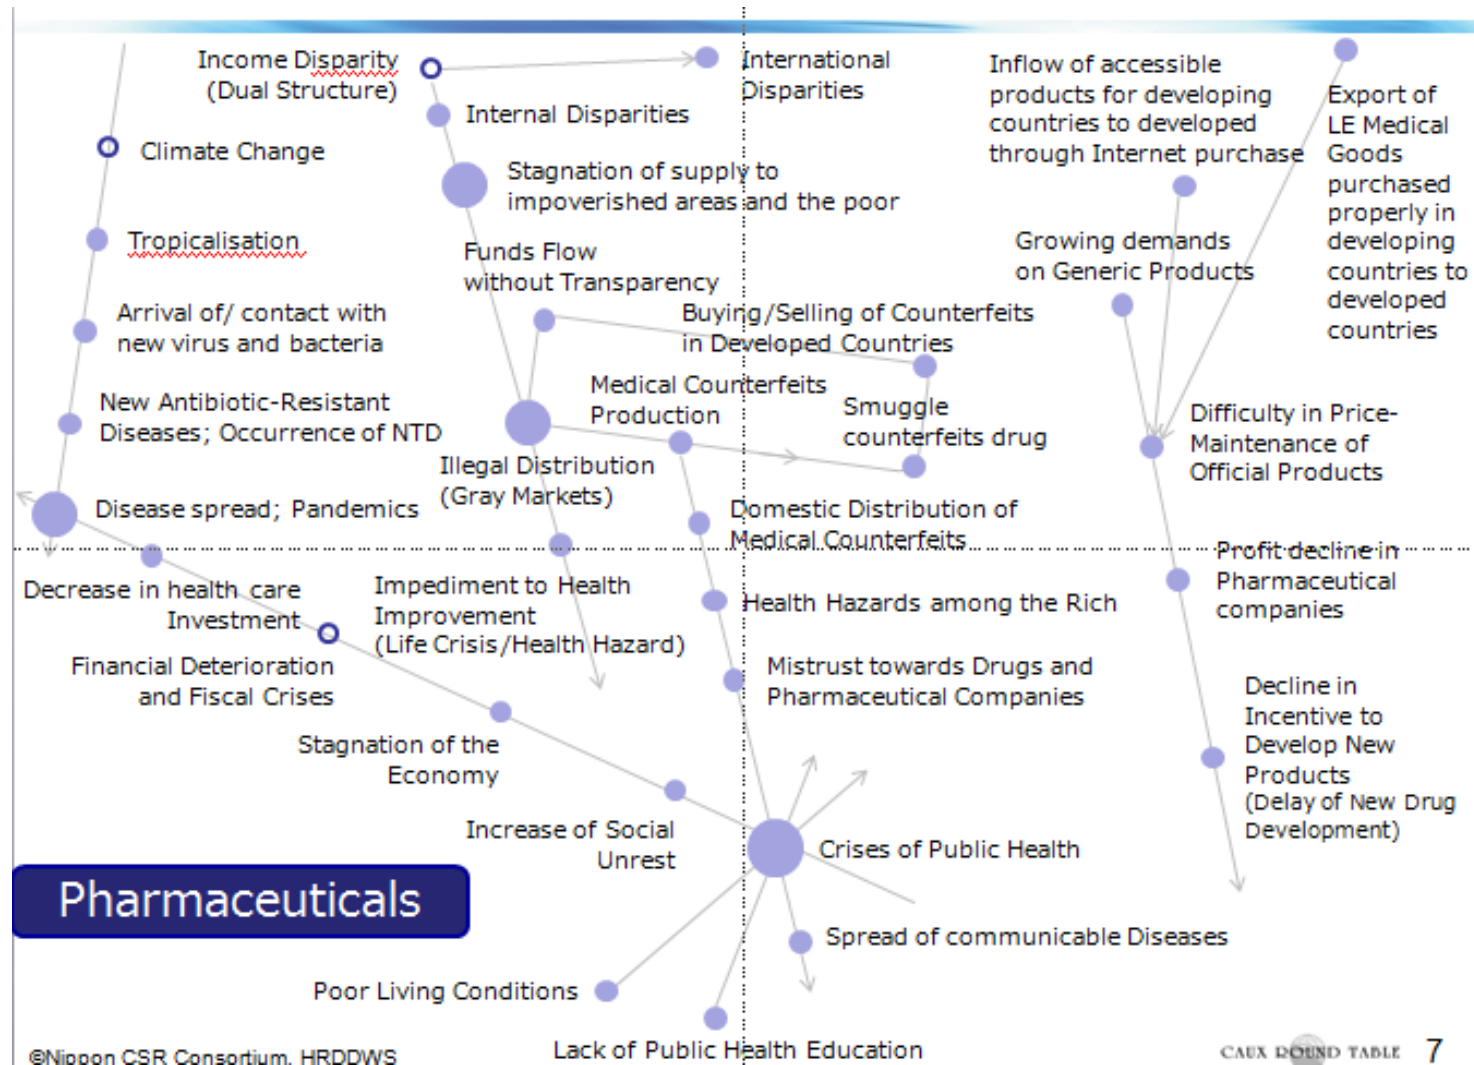 Income Disparity
(Dual Structure)
International
Disparities
Internal Disparities
Climate Change
Stagnation of supply to
impoverished areas and the poor
Inflow of accessible
products for developing
countries to developed
through Internet purchase
Export of
LE Medical
Goods
purchased
properly in
developing
countries to
developed
countries
Tropicalisation
Funds Flow
without Transparency
Growing demands
on Generic Products
Arrival of/ contact with
new virus and bacteria
Buying/Selling of Counterfeits
in Developed Countries
New Antibiotic-Resistant
Diseases; Occurrence of NTD
Medical Counterfeits
Production
Smuggle
counterfeits drug
Difficulty in Price-
Maintenance of
Official Products
Illegal Distribution
(Gray Markets)
Disease spread; Pandemics
Domestic Distribution of
Medical Counterfeits
Profit decline in
Pharmaceutical
companies
Decrease in health care
Investment
Impediment to Health
Improvement
(Life Crisis/Health Hazard)
Health Hazards among the Rich
Financial Deterioration
and Fiscal Crises
Mistrust towards Drugs and
Pharmaceutical Companies
Decline in
Incentive to
Develop New
Products
(Delay of New Drug
Development)
Stagnation of the
Economy
Increase of Social
Unrest
Crises of Public Health
Pharmaceuticals
Spread of communicable Diseases
Poor Living Conditions
Lack of Public Health Education
©Nippon CSR Consortium, HRDDWS
CAUX ROUND TABLE
7